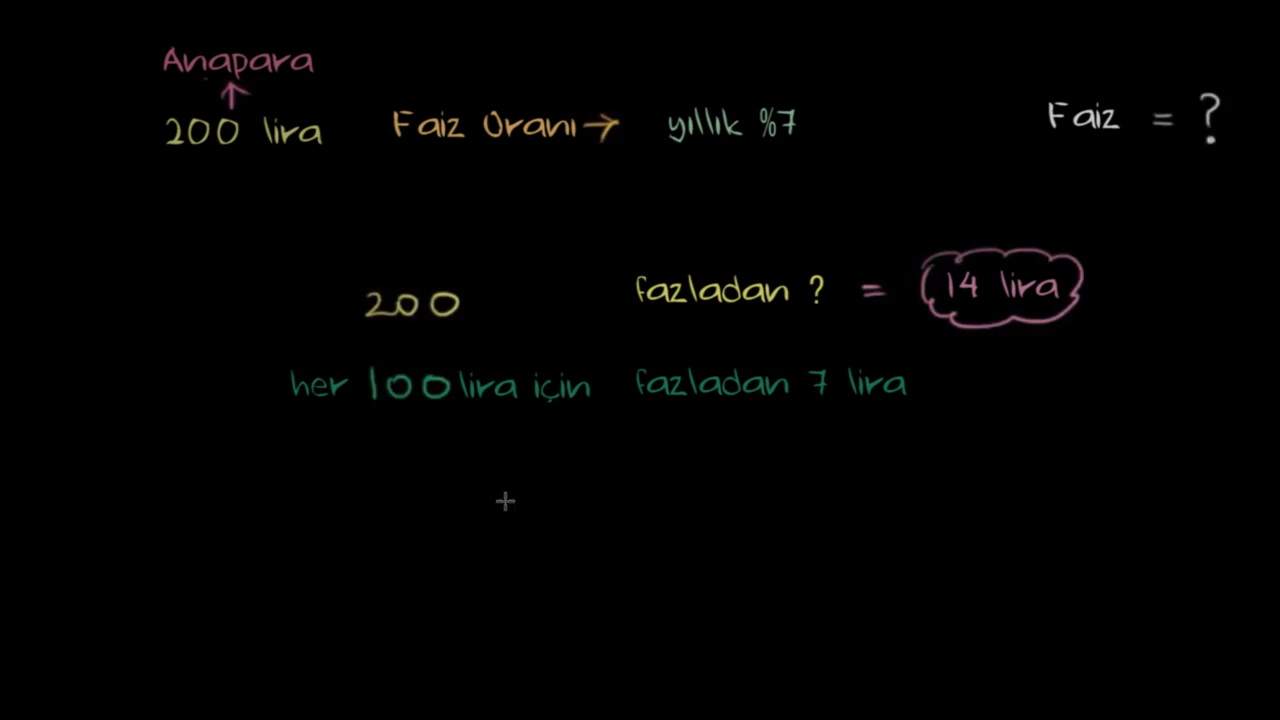 Anapara
200 lira Faiz Oranı → yıllık %7 Faiz = ?
200 fazladan ? = 14 lira
her 100 lira için fazladan 7 lira